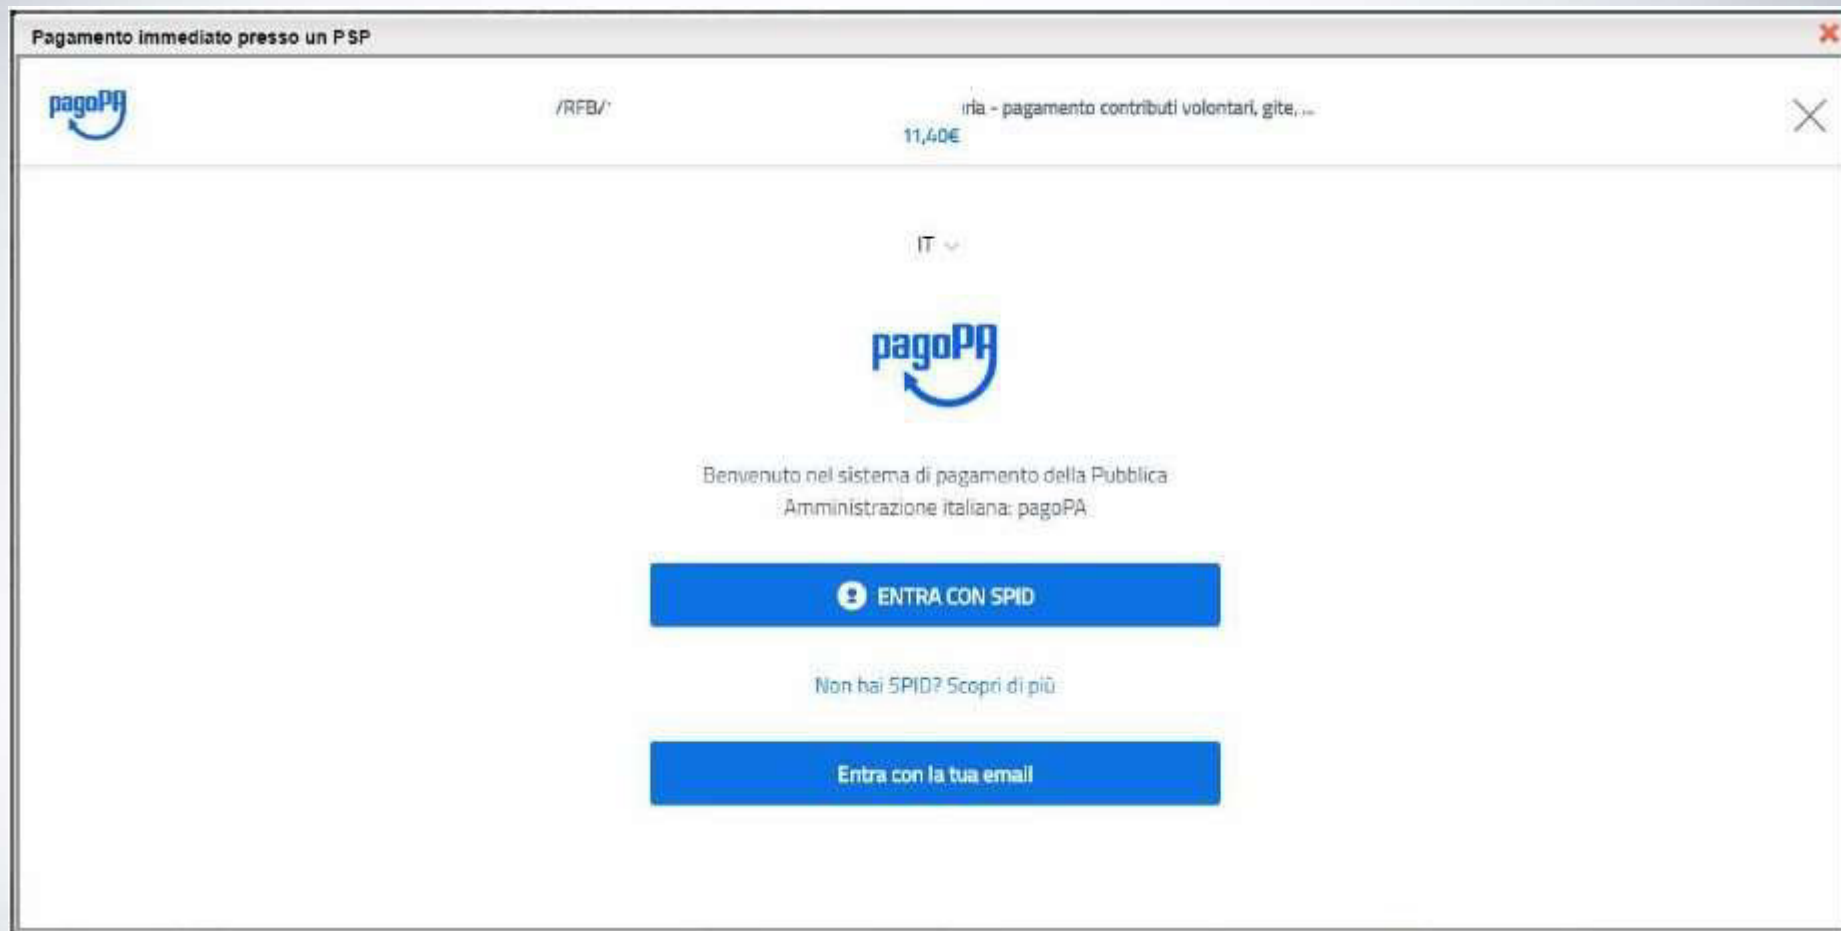 Pagamento immediato presso un PSP
pagoPA
/RFB/
ria - pagamento contributi volontari, gite, ...
11,40€
IT
pagoPA
Benvenuto nel sistema di pagamento della Pubblica
Amministrazione italiana: pagoPA
ENTRA CON SPID
Non hai SPID? Scopri di più
Entra con la tua email